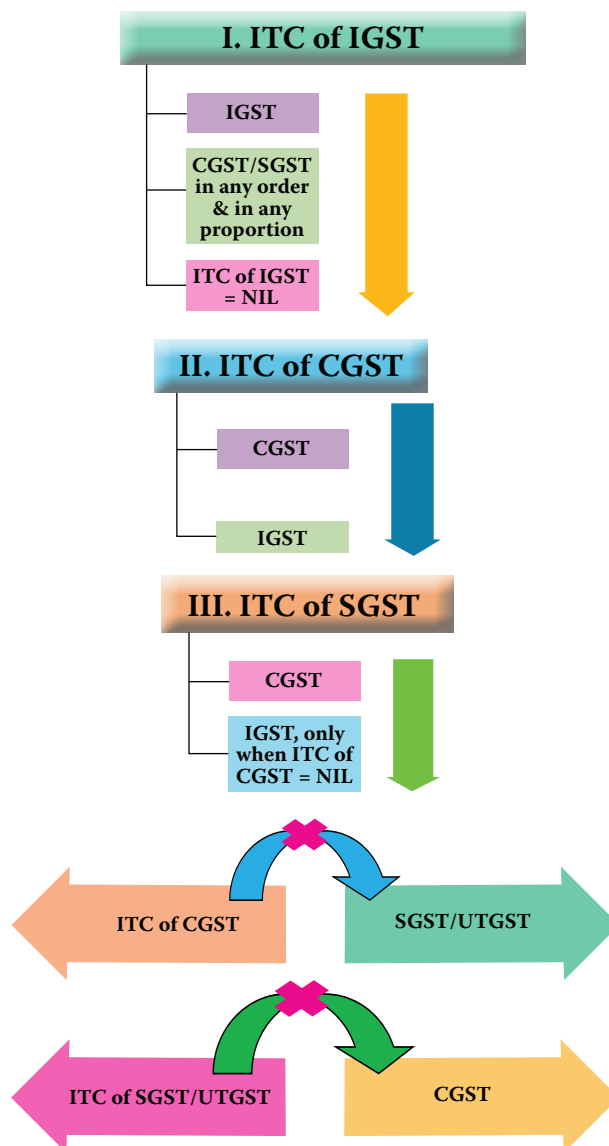 I. ITC of IGST
IGST
CGST/SGST
in any order
& in any
proportion
ITC of IGST
= NIL
II. ITC of CGST
CGST
IGST
III. ITC of SGST
CGST
IGST, only
when ITC of
CGST = NIL
ITC of CGST
SGST/UTGST
ITC of SGST/UTGST
CGST